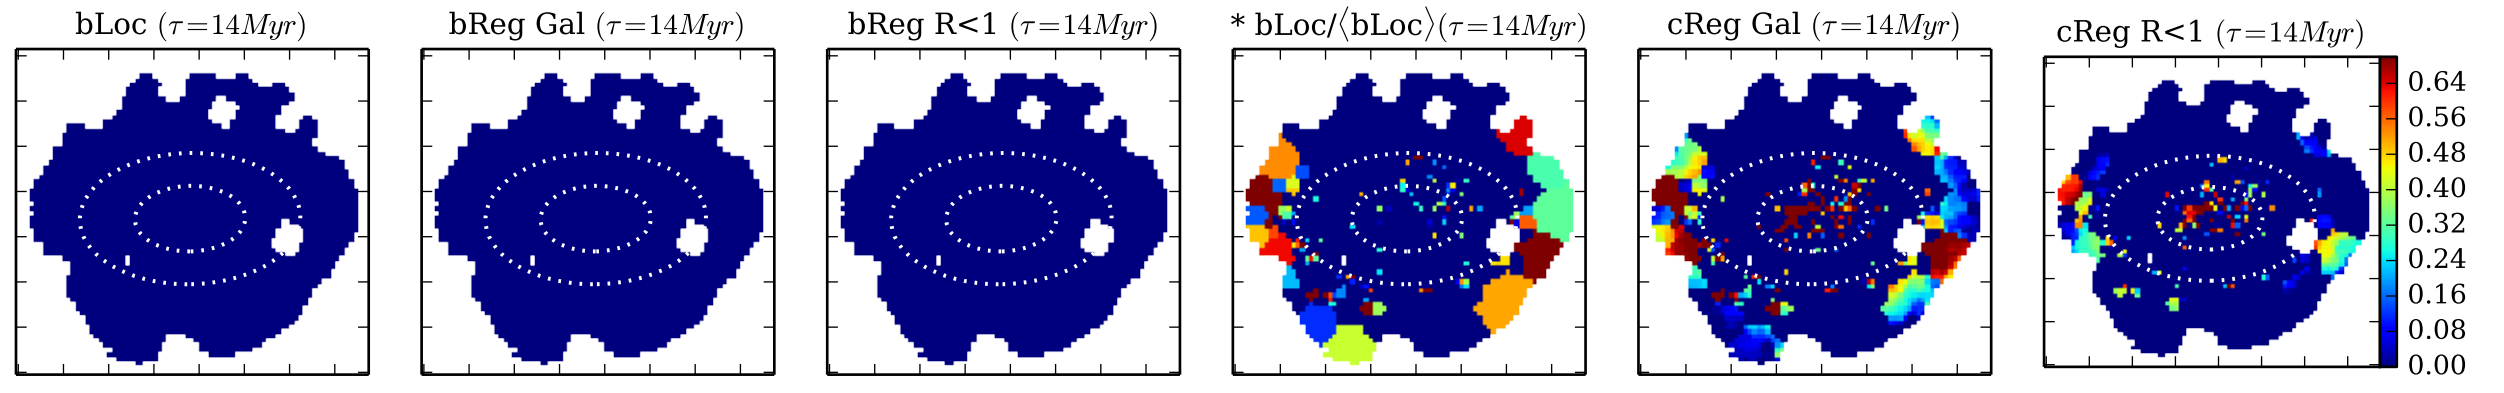 bLoc (τ=14Myr)
bReg Gal (τ=14Myr)
bReg R<1 (τ=14Myr)
* bLoc/⟨bLoc⟩(τ=14Myr)
cReg Gal (τ=14Myr)
cReg R<1 (τ=14Myr)
0.64
0.56
0.48
0.40
0.32
0.24
0.16
0.08
0.00